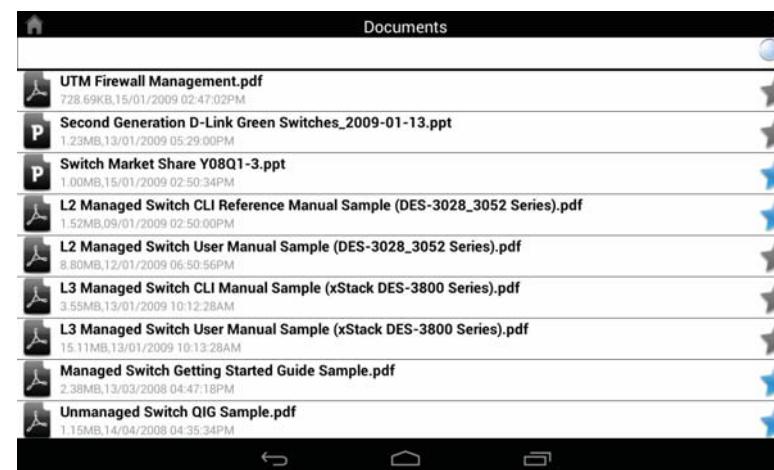 Documents
UTM Firewall Management.pdf
728.69KB,15/01/2009 02:47:02PM
P
Second Generation D-Link Green Switches_2009-01-13.ppt
1.23MB,13/01/2009 05:29:00PM
P
Switch Market Share Y08Q1-3.ppt
1.00MB,15/01/2009 02:50:34PM
L2 Managed Switch CLI Reference Manual Sample (DES-3028_3052 Series).pdf
1.52MB,09/01/2009 02:50:00PM
L2 Managed Switch User Manual Sample (DES-3028_3052 Series).pdf
8.80MB,12/01/2009 06:50:56PM
L3 Managed Switch CLI Manual Sample (xStack DES-3800 Series).pdf
3.55MB,13/01/2009 10:12:28AM
L3 Managed Switch User Manual Sample (xStack DES-3800 Series).pdf
15.11MB,13/01/2009 10:13:28AM
Managed Switch Getting Started Guide Sample.pdf
2.38MB,13/03/2008 04:47:18PM
Unmanaged Switch QIG Sample.pdf
1.15MB,14/04/2008 04:35:34PM